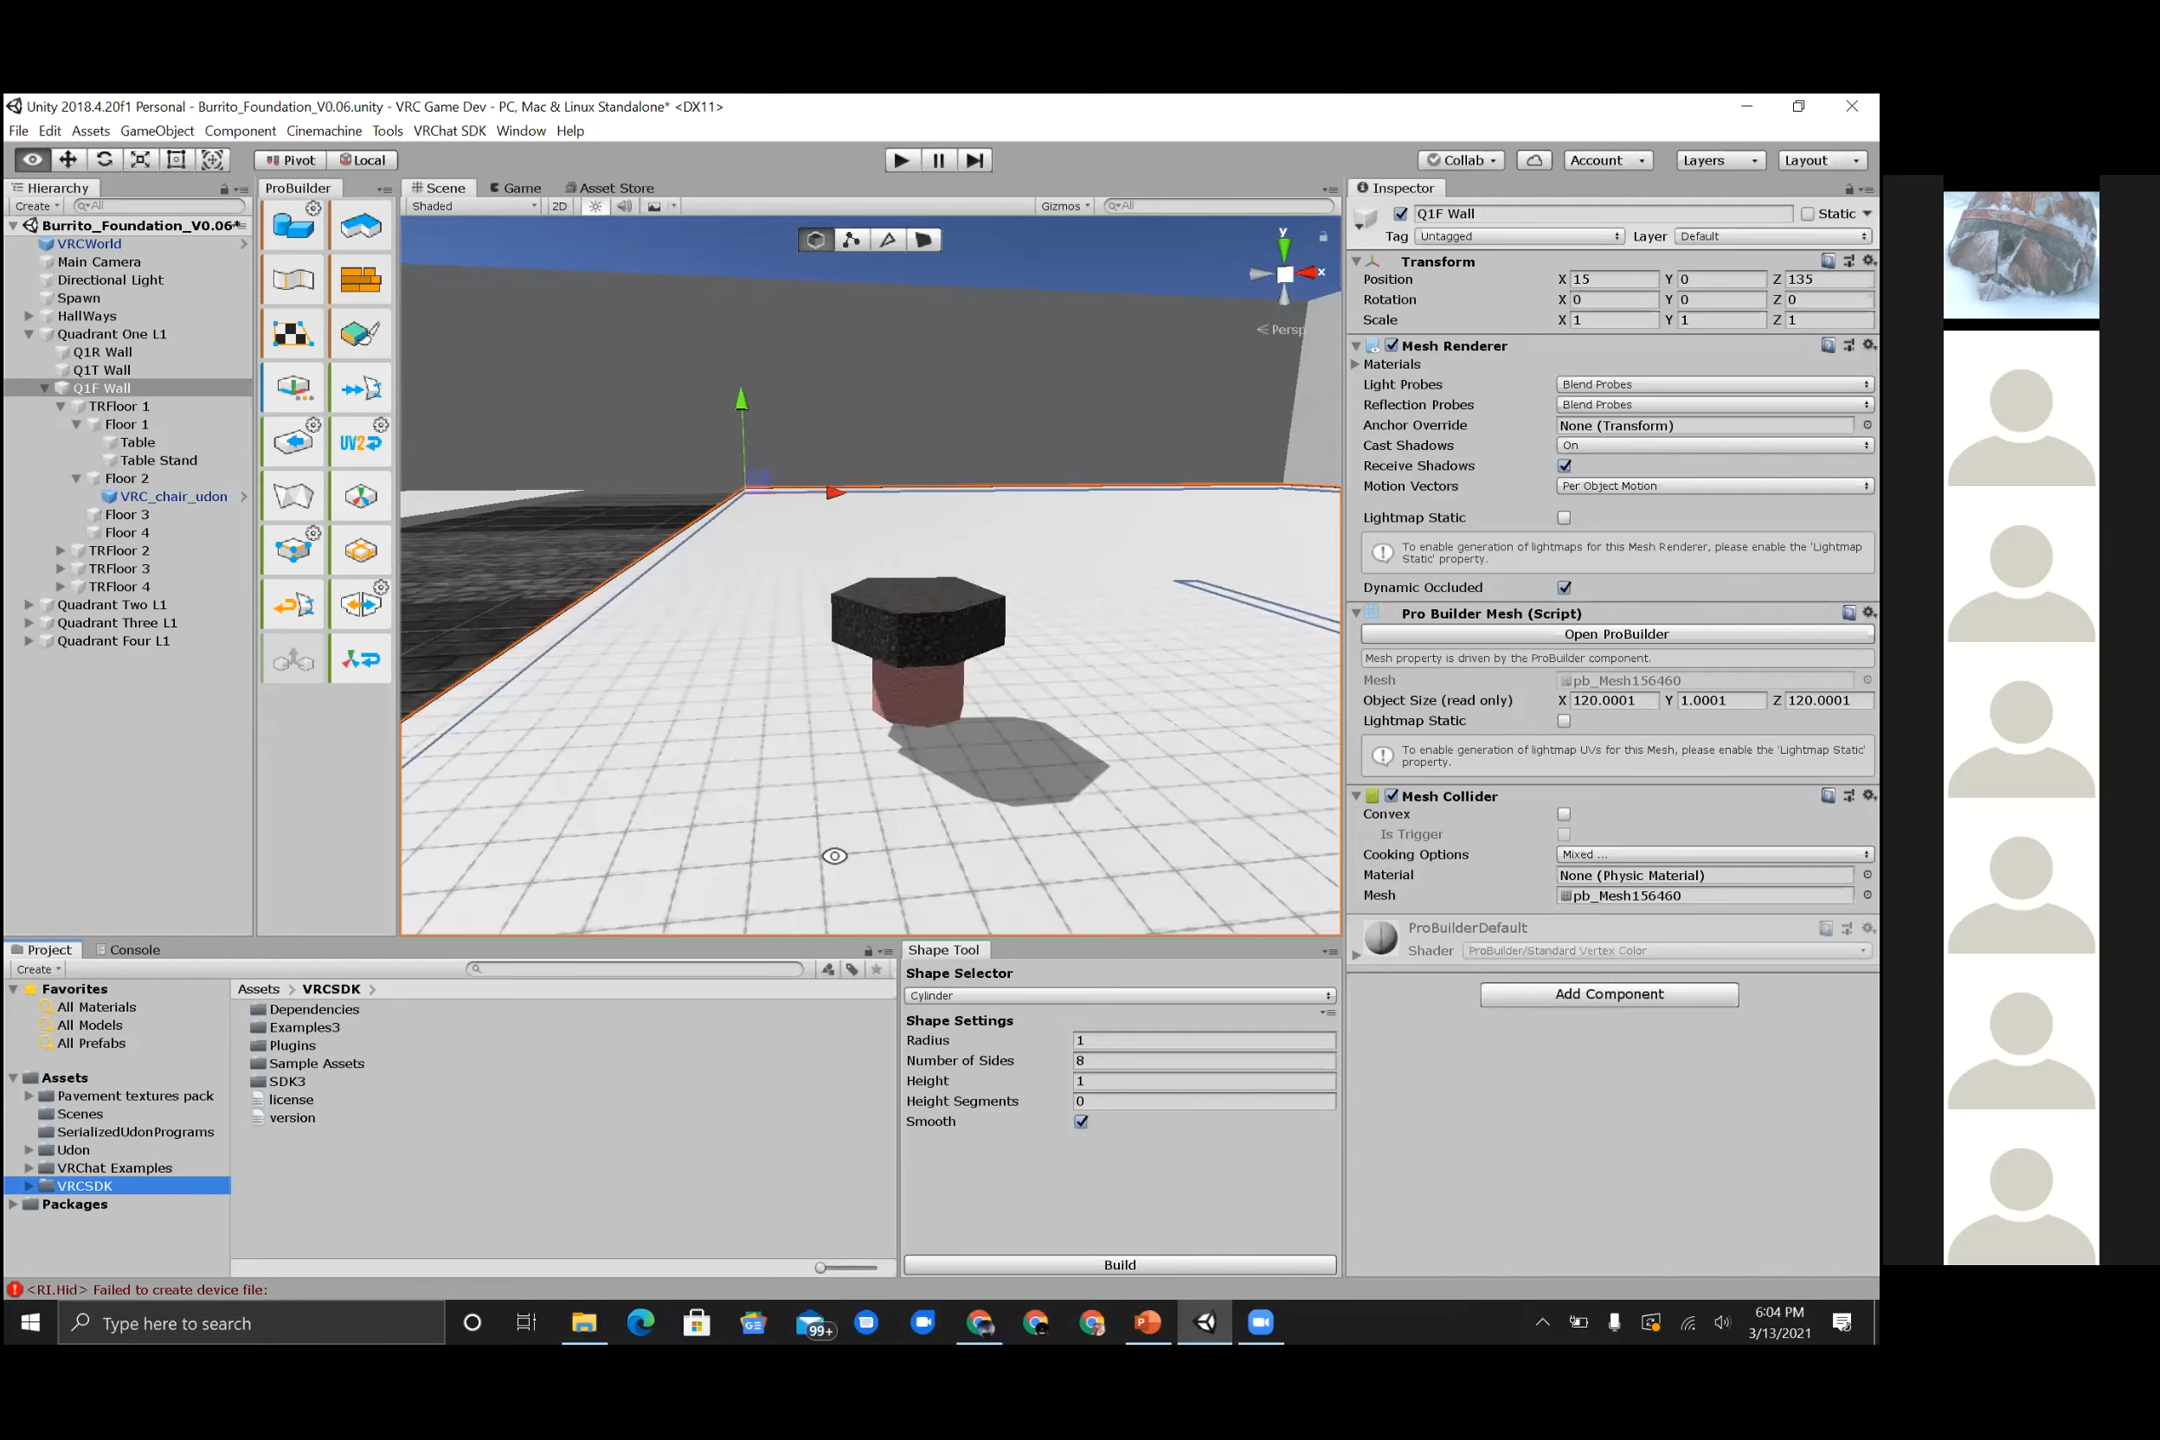 Unity 2018.4.20f1 Personal - Burrito_Foundation_V0.06.unity - VRC Game Dev - PC, Mac & Linux Standalone* <DX11>
File Edit Assets GameObject Component Cinemachine Tools VRChat SDK Window Help
Pivot Local Collab Account Layers Layout
Hierarchy
Create All
Burrito_Foundation_V0.06*
VRCWorld
Main Camera
Directional Light
Spawn
HallWays
Quadrant One L1
Q1R Wall
Q1T Wall
Q1F Wall
TRFloor 1
Floor 1
Table
Table Stand
Floor 2
VRC_chair_udon
Floor 3
Floor 4
TRFloor 2
TRFloor 3
TRFloor 4
Quadrant Two L1
Quadrant Three L1
Quadrant Four L1
ProBuilder
UV2
Scene Game Asset Store
Shaded 2D Gizmos All
y
x
Persp
Inspector
Q1F Wall Static
Tag Untagged Layer Default
Transform
Position X 15 Y 0 Z 135
Rotation X 0 Y 0 Z 0
Scale X 1 Y 1 Z 1
Mesh Renderer
Materials
Light Probes Blend Probes
Reflection Probes Blend Probes
Anchor Override None (Transform)
Cast Shadows On
Receive Shadows
Motion Vectors Per Object Motion
Lightmap Static
To enable generation of lightmaps for this Mesh Renderer, please enable the 'Lightmap
Static' property.
Dynamic Occluded
Pro Builder Mesh (Script)
Open ProBuilder
Mesh property is driven by the ProBuilder component.
Mesh pb_Mesh156460
Object Size (read only) X 120.0001 Y 1.0001 Z 120.0001
Lightmap Static
To enable generation of lightmap UVs for this Mesh, please enable the 'Lightmap Static'
property.
Mesh Collider
Convex
Is Trigger
Cooking Options Mixed ...
Material None (Physic Material)
Mesh pb_Mesh156460
ProBuilderDefault
Shader ProBuilder/Standard Vertex Color
Add Component
Project Console
Create
Favorites
All Materials
All Models
All Prefabs
Assets
Pavement textures pack
Scenes
SerializedUdonPrograms
Udon
VRChat Examples
VRCSDK
Packages
Assets > VRCSDK >
Dependencies
Examples3
Plugins
Sample Assets
SDK3
license
version
Shape Tool
Shape Selector
Cylinder
Shape Settings
Radius 1
Number of Sides 8
Height 1
Height Segments 0
Smooth
Build
<RI.Hid> Failed to create device file:
Type here to search
99+
6:04 PM
3/13/2021